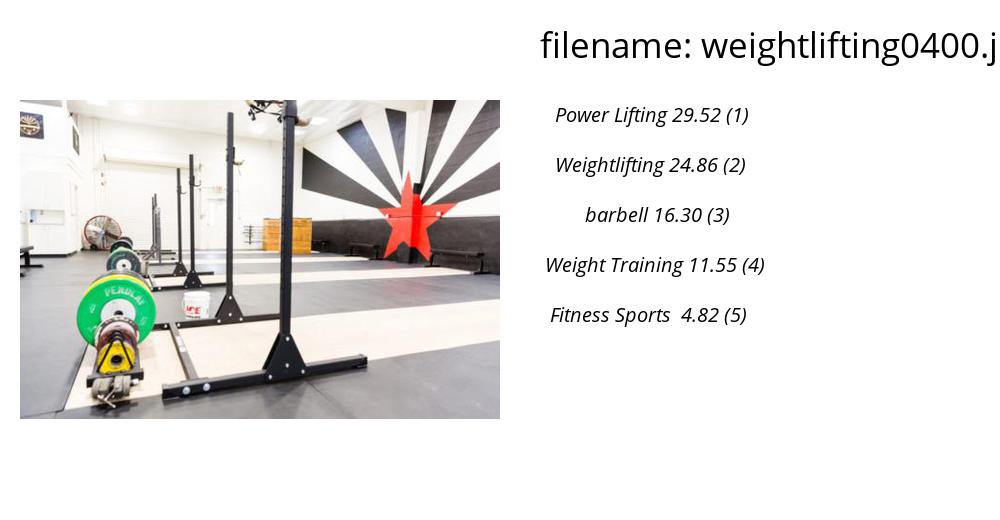 filename: weightlifting0400.j
Power Lifting 29.52 (1)
Weightlifting 24.86 (2)
barbell 16.30 (3)
Weight Training 11.55 (4)
Fitness Sports 4.82 (5)
PENDLAY